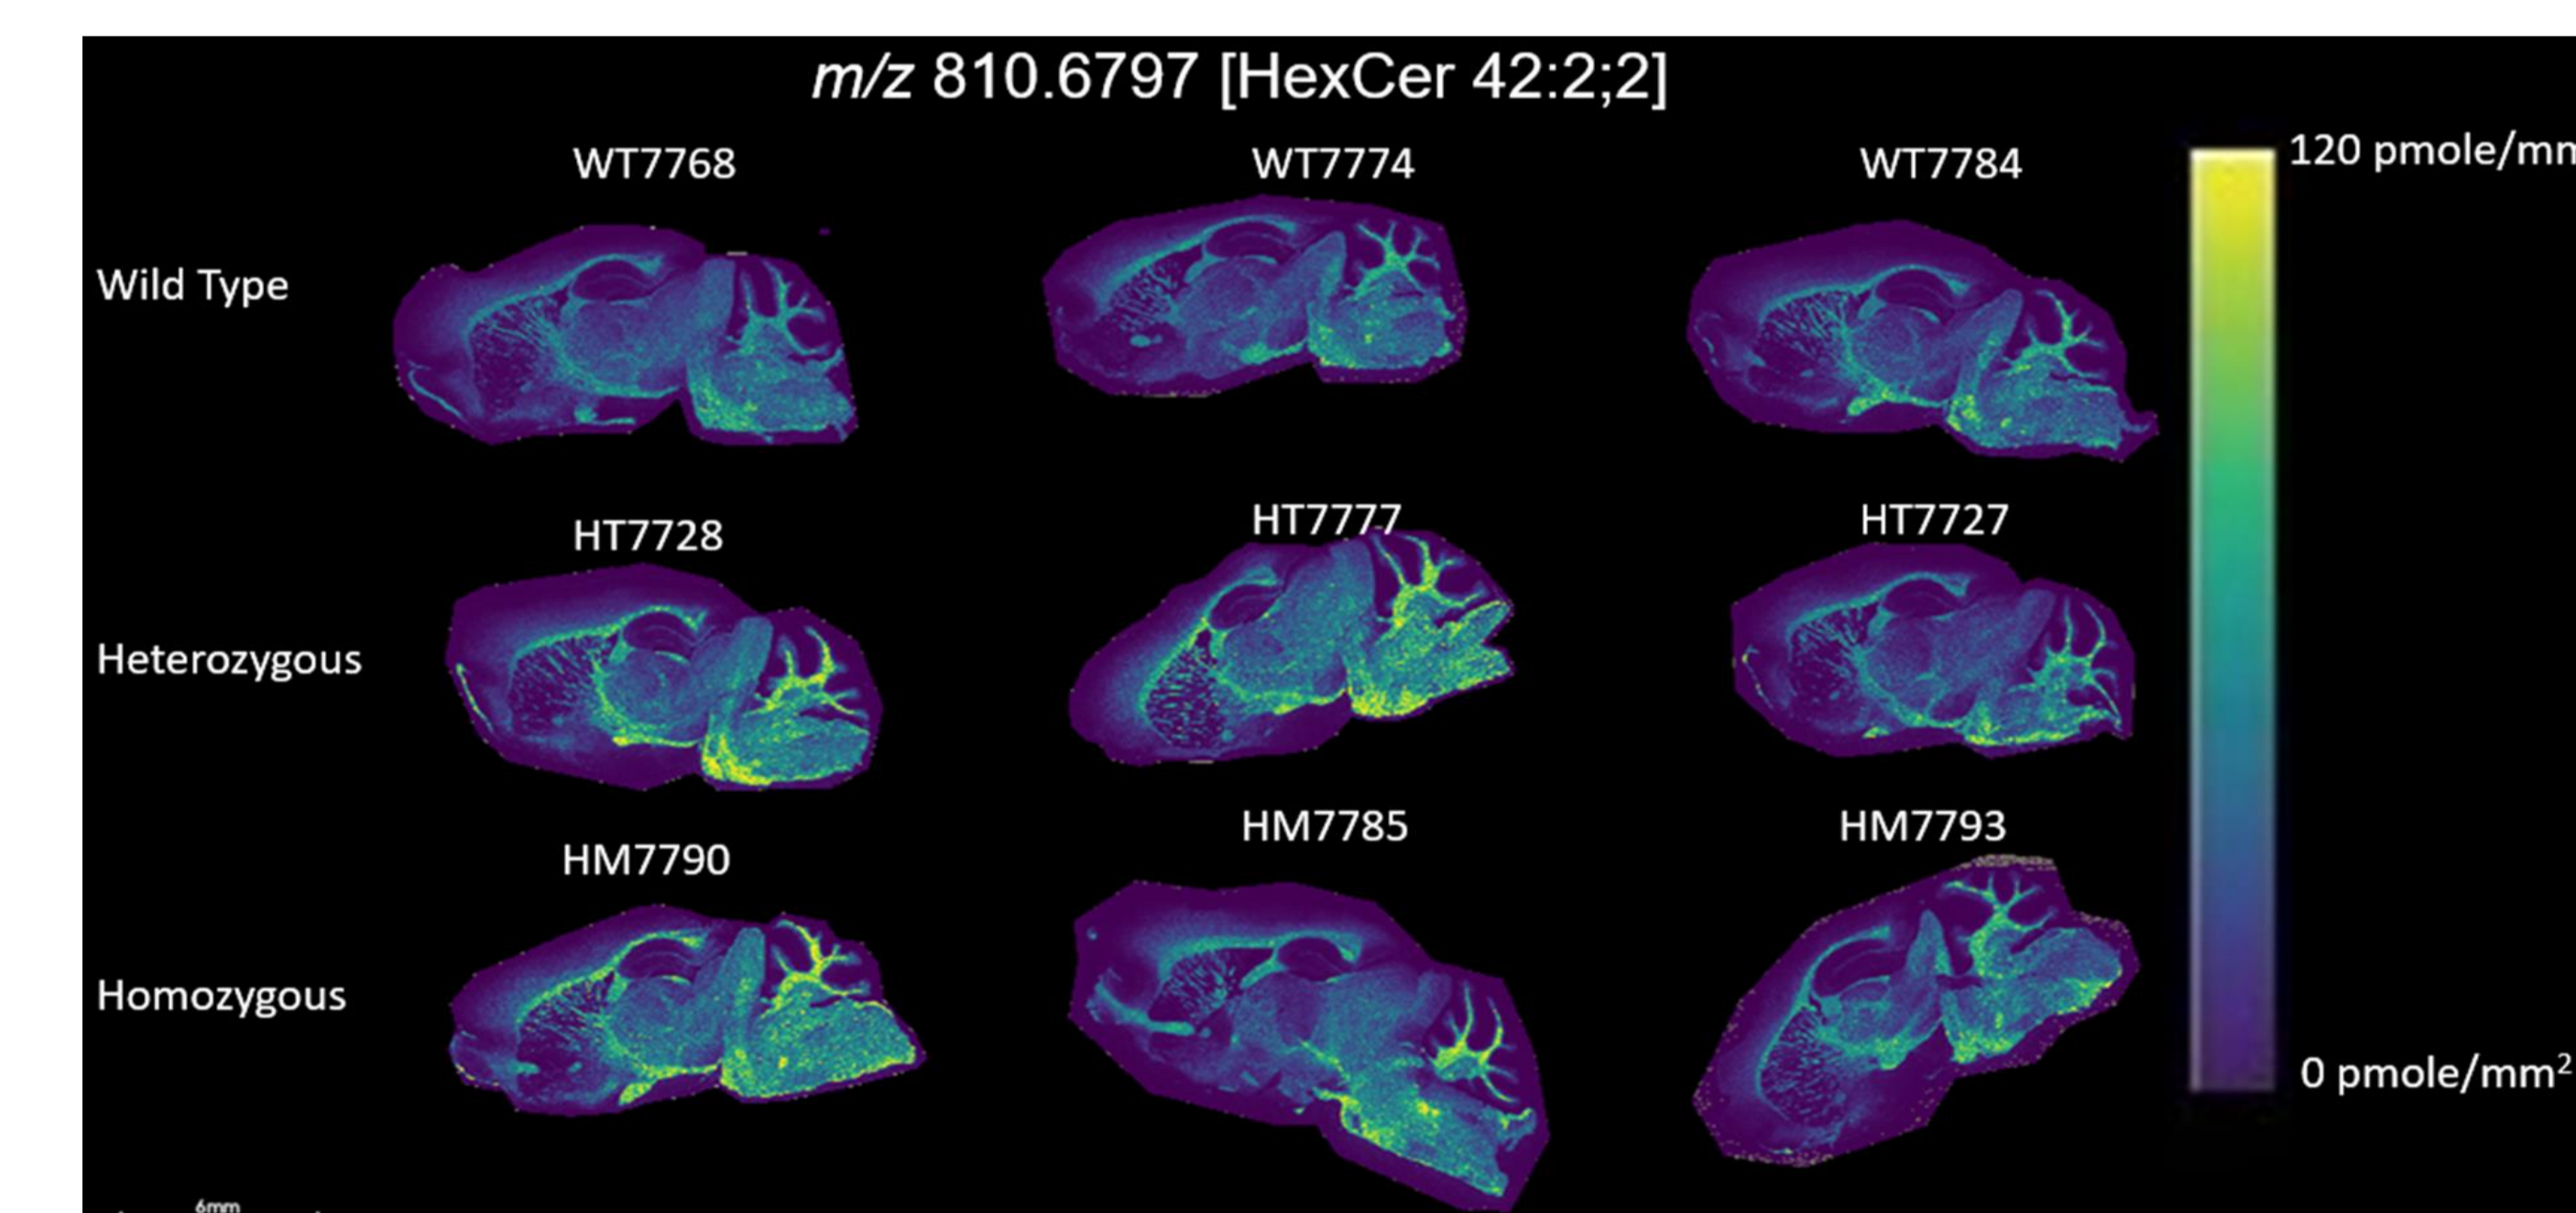 m/z 810.6797 [HexCer 42:2;2]
WT7768 WT7774 WT7784
120 pmole/mm
Wild Type
HT7728 HT7777 HT7727
Heterozygous
HM7790 HM7785 HM7793
Homozygous
0 pmole/mm²
6mm